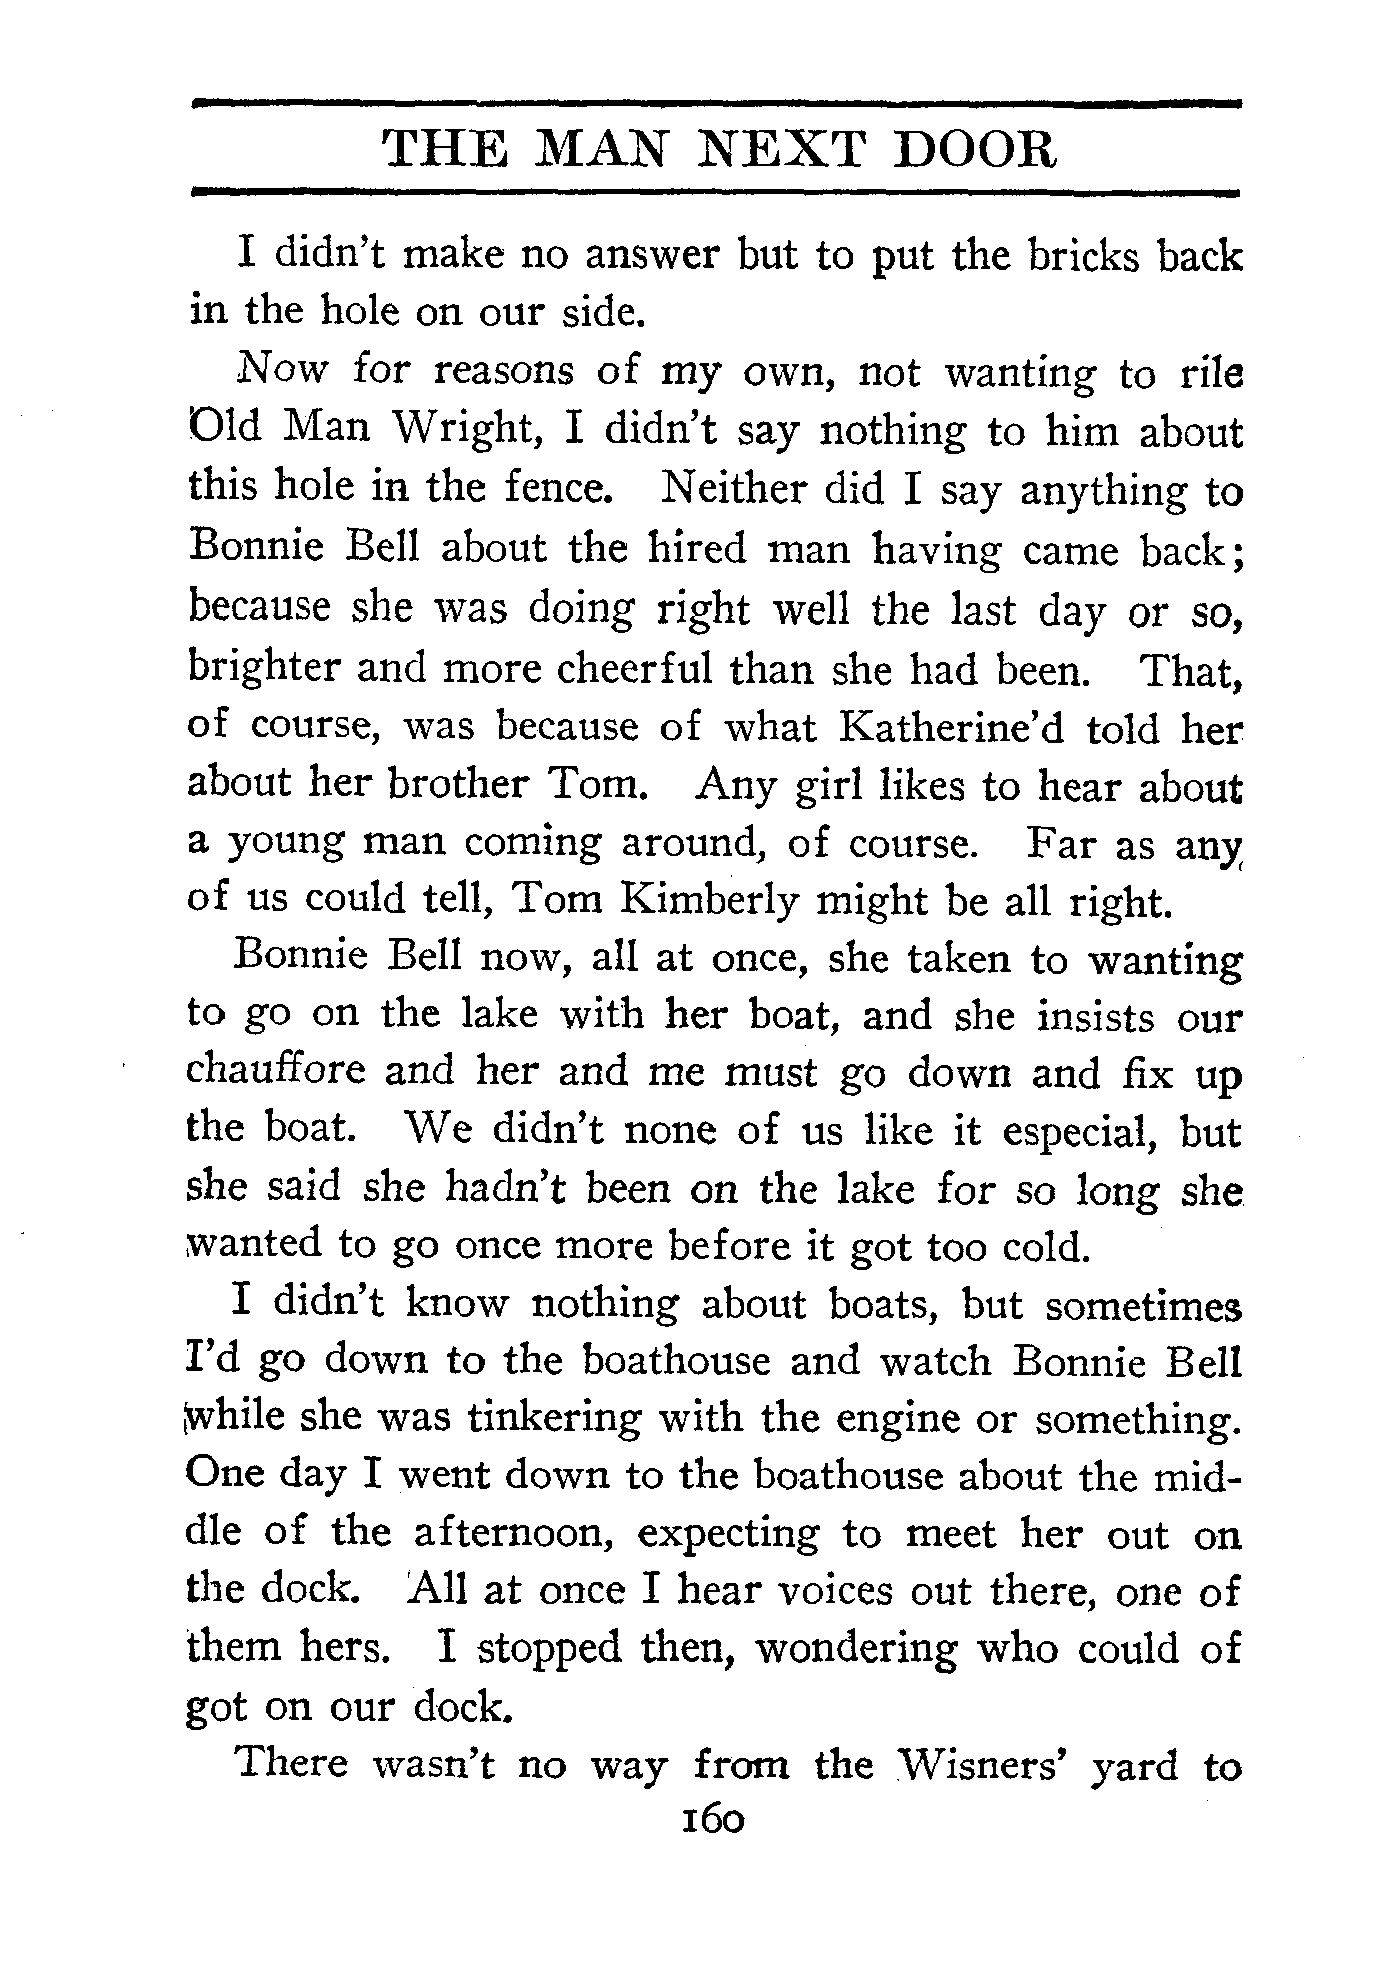 THE MAN NEXT DOOR
I didn't make no answer but to put the bricks back
in the hole on our side.
Now for reasons of my own, not wanting to rile
Old Man Wright, I didn't say nothing to him about
this hole in the fence. Neither did I say anything to
Bonnie Bell about the hired man having came back;
because she was doing right well the last day or so,
brighter and more cheerful than she had been. That,
of course, was because of what Katherine'd told her
about her brother Tom. Any girl likes to hear about
a young man coming around, of course. Far as any
of us could tell, Tom Kimberly might be all right.
Bonnie Bell now, all at once, she taken to wanting
to go on the lake with her boat, and she insists our
chauffore and her and me must go down and fix up
the boat. We didn't none of us like it especial, but
she said she hadn't been on the lake for so long she
wanted to go once more before it got too cold.
I didn't know nothing about boats, but sometimes
I'd go down to the boathouse and watch Bonnie Bell
while she was tinkering with the engine or something.
One day I went down to the boathouse about the mid-
dle of the afternoon, expecting to meet her out on
the dock. All at once I hear voices out there, one of
them hers. I stopped then, wondering who could of
got on our dock.
There wasn't no way from the Wisners' yard to
160